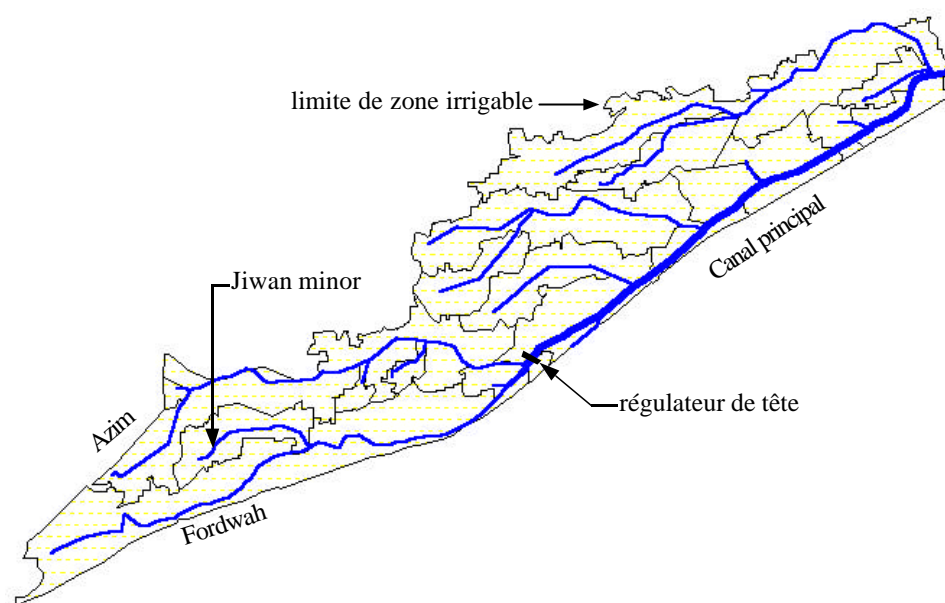 limite de zone irrigable
Canal principal
Jiwan minor
régulateur de tête
Azim
Fordwah